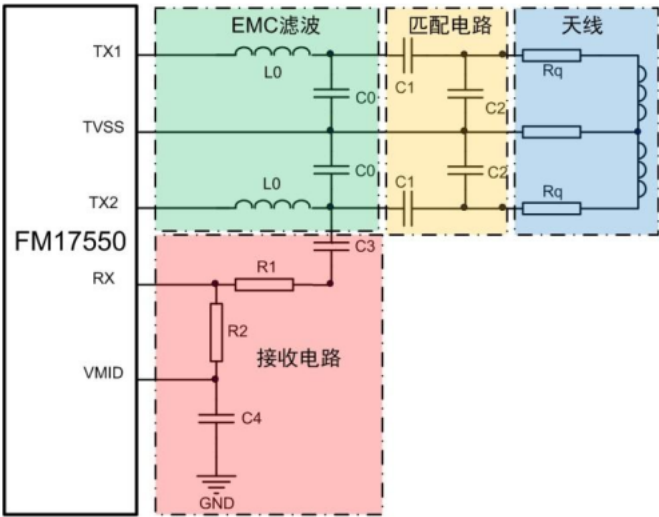 EMC滤波
匹配电路
天线
TX1
L0
C1
Rq
C0
C2
TVSS
C0
C2
L0
C1
Rq
TX2
FM17550
C3
RX
R1
R2
接收电路
VMID
C4
GND